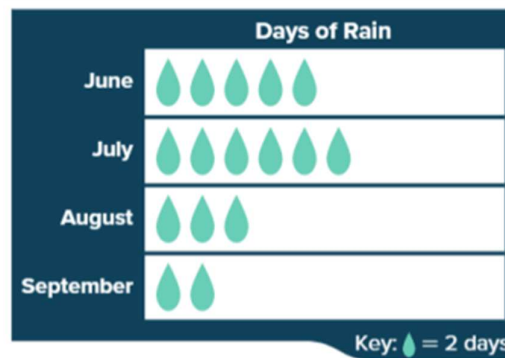 Days of Rain
June
July
August
September
Key: = 2 days